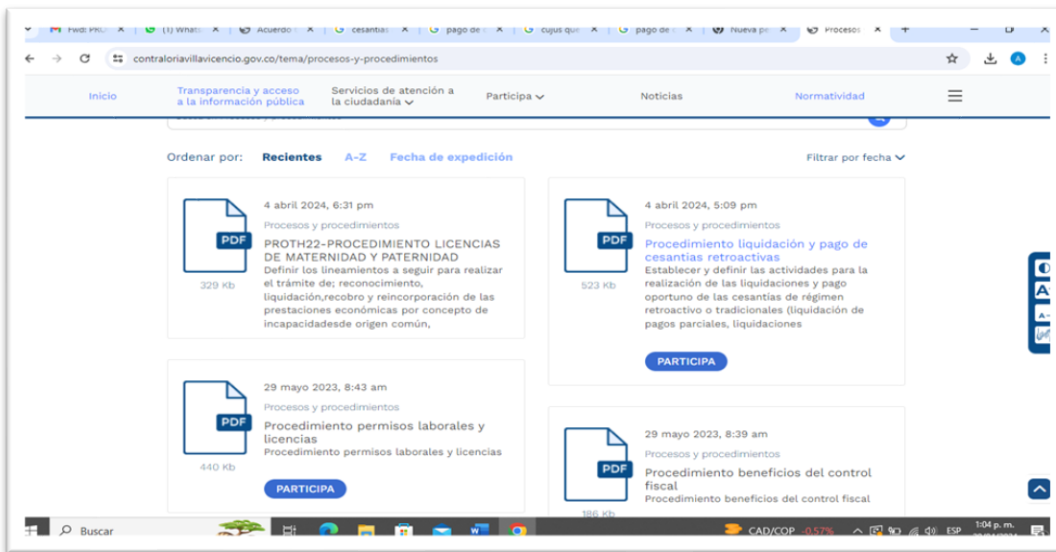 Fwdi PRO
(1) Whats
Acuerdo
cesantias
pago de
cujus que
pago de
Nueva pe
Procesos
contraloriavillavicencio.gov.co/tema/procesos-y-procedimientos
A
Inicio
Transparencia y acceso
a la información pública
Servicios de atención a
la ciudadanía
Participa
Noticias
Normatividad
Ordenar por: Recientes A-Z Fecha de expedición
Filtrar por fecha
PDF
329 Kb
4 abril 2024, 6:31 pm
Procesos y procedimientos
PROTH22-PROCEDIMIENTO LICENCIAS
DE MATERNIDAD Y PATERNIDAD
Definir los lineamientos a seguir para realizar
el trámite de; reconocimiento,
liquidación,recobro y reincorporación de las
prestaciones económicas por concepto de
incapacidadesde origen común,
PDF
523 Kb
4 abril 2024, 5:09 pm
Procesos y procedimientos
Procedimiento liquidación y pago de
cesantias retroactivas
Establecer y definir las actividades para la
realización de las liquidaciones y pago
oportuno de las cesantías de régimen
retroactivo o tradicionales (liquidación de
pagos parciales, liquidaciones
PARTICIPA
PDF
440 Kb
29 mayo 2023, 8:43 am
Procesos y procedimientos
Procedimiento permisos laborales y
licencias
Procedimiento permisos laborales y licencias
PARTICIPA
PDF
186 Kb
29 mayo 2023, 8:39 am
Procesos y procedimientos
Procedimiento beneficios del control
fiscal
Procedimiento beneficios del control fiscal
A
A-
Buscar
CAD/COP -0.57%
ESP
1:04 p. m.